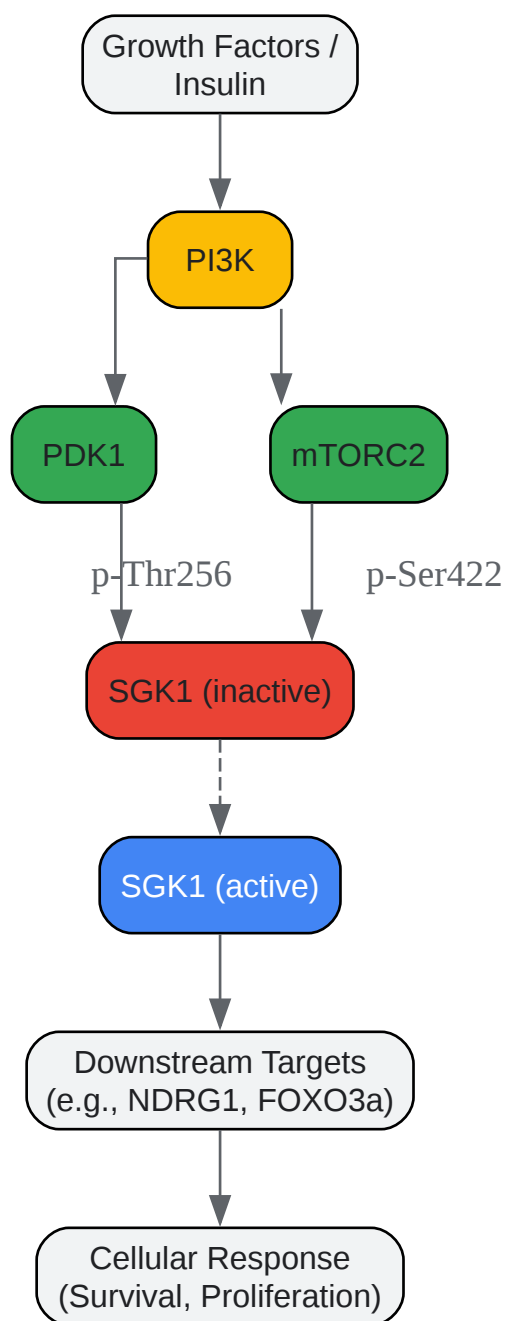 Growth Factors /
Insulin
PI3K
PDK1
mTORC2
p-Thr256
p-Ser422
SGK1 (inactive)
SGK1 (active)
Downstream Targets
(e.g., NDRG1, FOXO3a)
Cellular Response
(Survival, Proliferation)